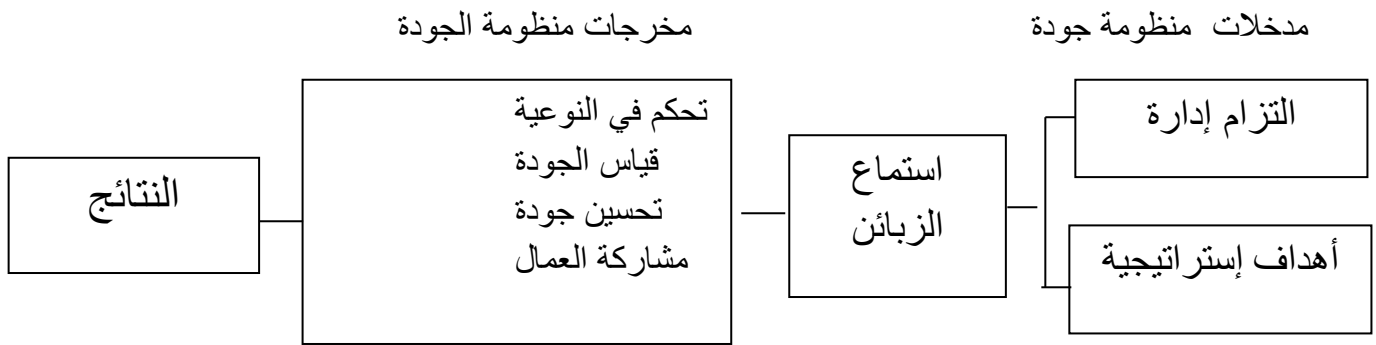 مدخلات منظومة جودة
مخرجات منظومة الجودة
التزام إدارة
أهداف إستراتيجية
استماع
الزبائن
تحكم في النوعية
قياس الجودة
تحسين جودة
مشاركة العمال
النتائج